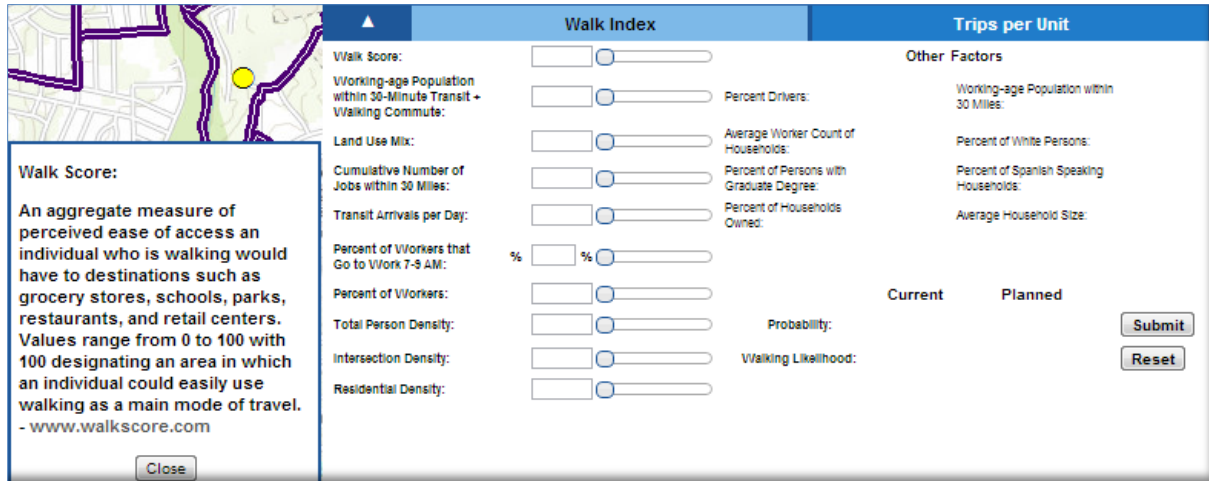 ▲
Walk Index
Trips per Unit
Walk Score:
An aggregate measure of
perceived ease of access an
individual who is walking would
have to destinations such as
grocery stores, schools, parks,
restaurants, and retail centers.
Values range from 0 to 100 with
100 designating an area in which
an individual could easily use
walking as a main mode of travel.
- www.walkscore.com
Close
Walk Score:
Working-age Population
within 30-Minute Transit +
Walking Commute:
Land Use Mix:
Cumulative Number of
Jobs within 30 Miles:
Transit Arrivals per Day:
Percent of Workers that
Go to Work 7-9 AM:
% %
Percent of Workers:
Total Person Density:
Intersection Density:
Residential Density:
Other Factors
Percent Drivers:
Working-age Population within
30 Miles:
Average Worker Count of
Households:
Percent of White Persons:
Percent of Persons with
Graduate Degree:
Percent of Spanish Speaking
Households:
Percent of Households
Owned:
Average Household Size:
Current Planned
Probability:
Submit
Walking Likelihood:
Reset